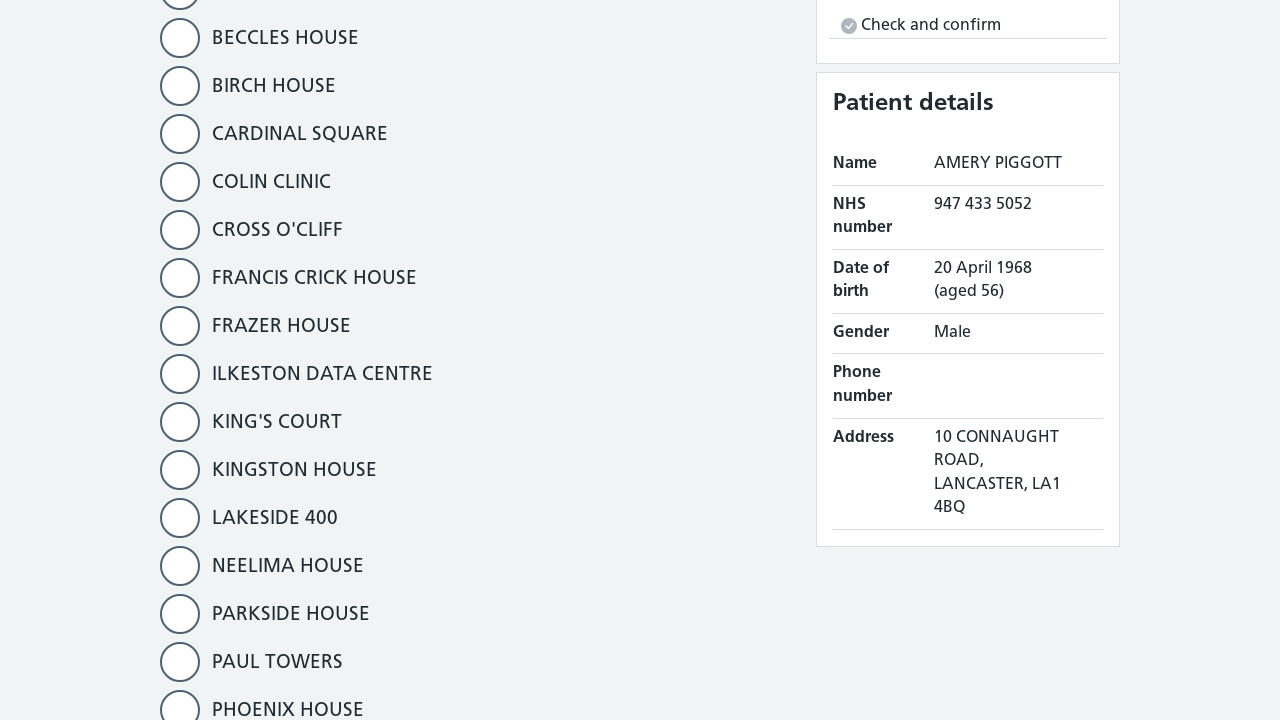 BECCLES HOUSE
BIRCH HOUSE
CARDINAL SQUARE
COLIN CLINIC
CROSS O'CLIFF
FRANCIS CRICK HOUSE
FRAZER HOUSE
ILKESTON DATA CENTRE
KING'S COURT
KINGSTON HOUSE
LAKESIDE 400
NEELIMA HOUSE
PARKSIDE HOUSE
PAUL TOWERS
PHOENIX HOUSE
Check and confirm
Patient details
Name AMERY PIGGOTT
NHS number 947 433 5052
Date of birth 20 April 1968
(aged 56)
Gender Male
Phone number
Address 10 CONNAUGHT
ROAD,
LANCASTER, LA1
4BQ